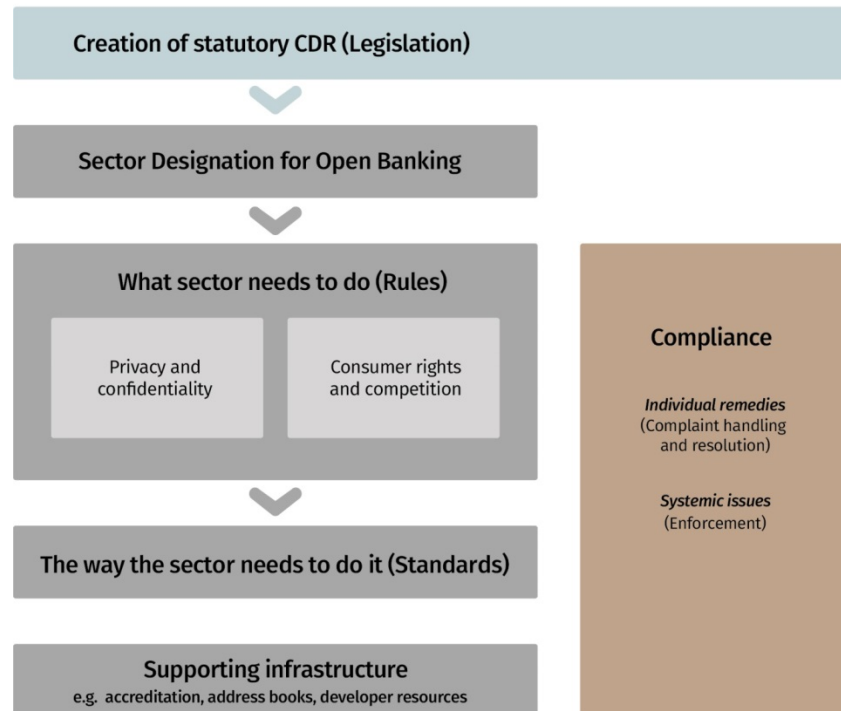 Creation of statutory CDR (Legislation)
Sector Designation for Open Banking
What sector needs to do (Rules)
Privacy and
confidentiality
Consumer rights
and competition
The way the sector needs to do it (Standards)
Supporting infrastructure
e.g. accreditation, address books, developer resources
Compliance
Individual remedies
(Complaint handling
and resolution)
Systemic issues
(Enforcement)